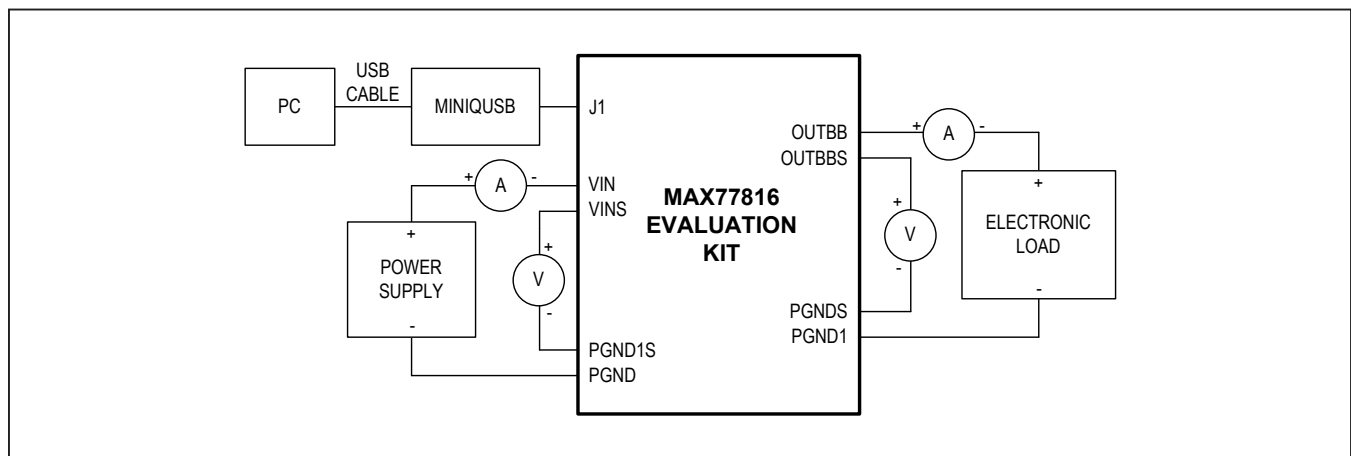 USB
CABLE
PC
MINIQUSB
J1
+ A -
VIN
VINS
+
POWER
SUPPLY
-
+
V
-
PGND1S
PGND
MAX77816
EVALUATION
KIT
OUTBB
OUTBBS
+ A -
+
V
-
+
ELECTRONIC
LOAD
-
PGNDS
PGND1